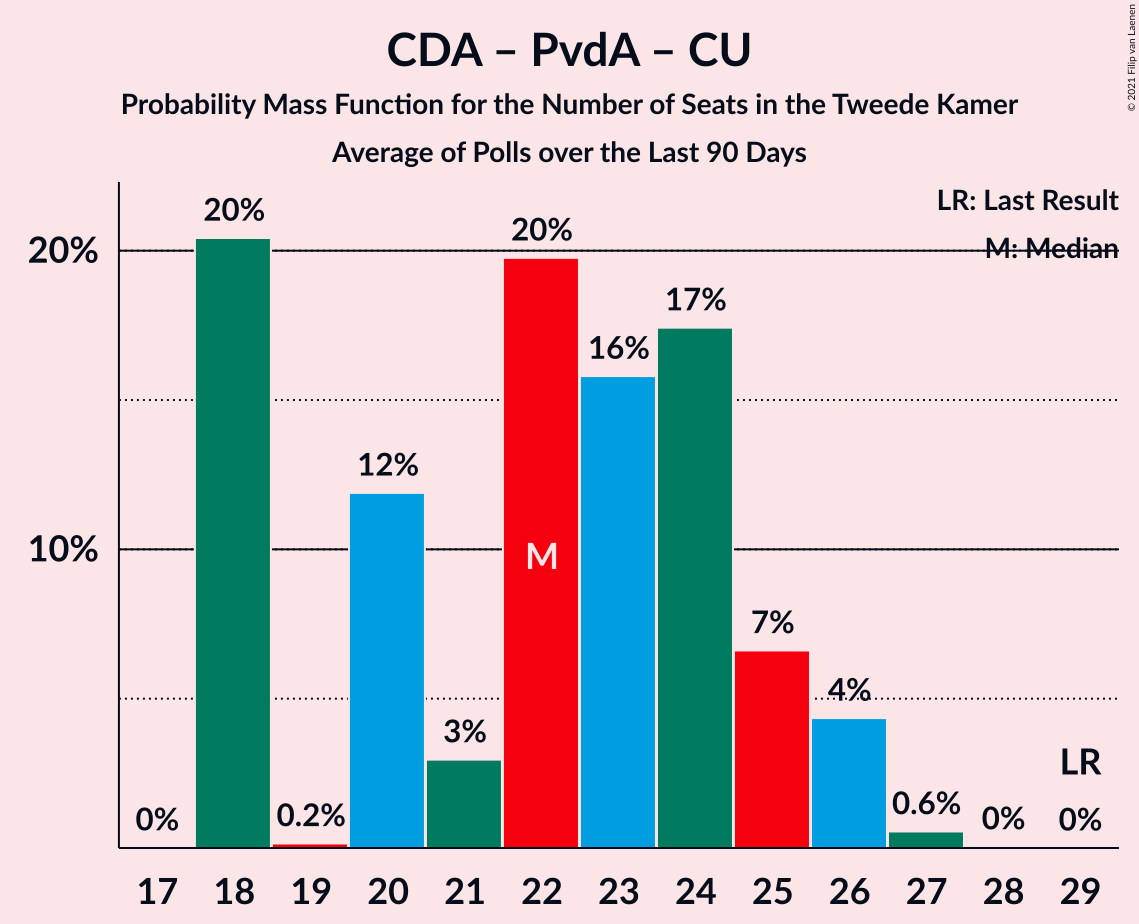 CDA – PvdA – CU
Probability Mass Function for the Number of Seats in the Tweede Kamer
Average of Polls over the Last 90 Days
© 2021 Filip van Laenen
LR: Last Result
M: Median
20%
10%
0%
20%
0.2%
12%
3%
20%
M
16%
17%
7%
4%
0.6%
0%
LR
0%
17 18 19 20 21 22 23 24 25 26 27 28 29